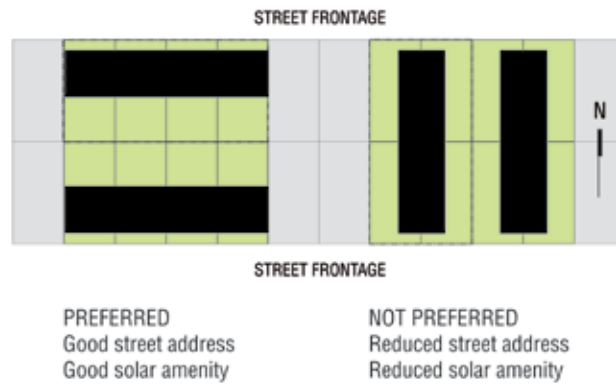 STREET FRONTAGE
N
STREET FRONTAGE
PREFERRED
Good street address
Good solar amenity
NOT PREFERRED
Reduced street address
Reduced solar amenity